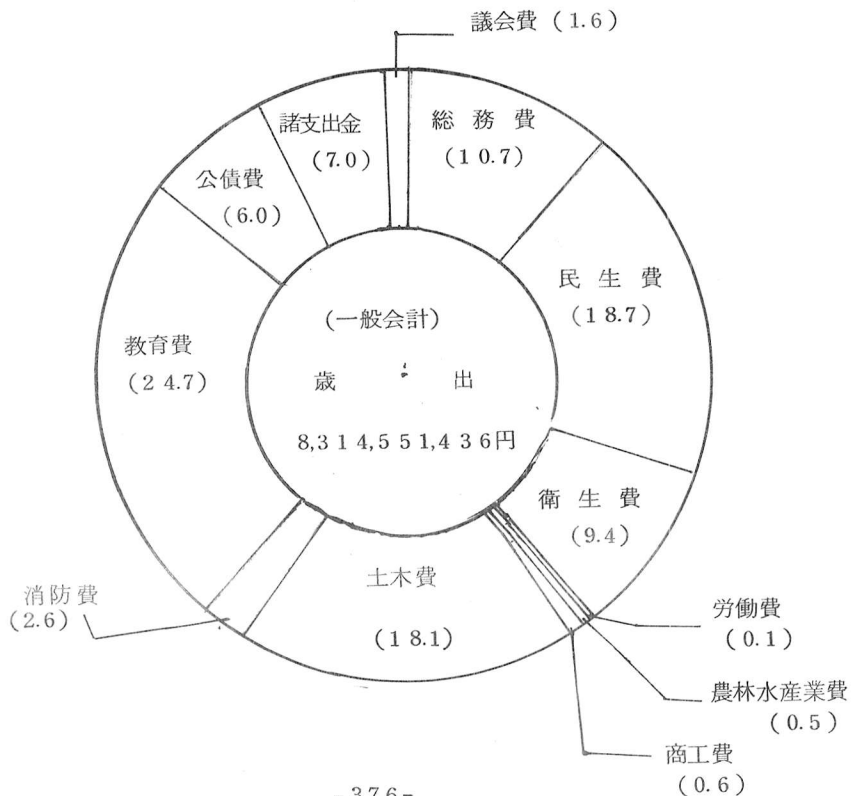 議会費 (1.6)
総務費
(10.7)
民生費
(18.7)
衛生費
(9.4)
労働費
(0.1)
農林水産業費
(0.5)
商工費
(0.6)
土木費
(18.1)
消防費
(2.6)
教育費
(24.7)
公債費
(6.0)
諸支出金
(7.0)
(一般会計)
歳出
8,314,551,436円
-376-